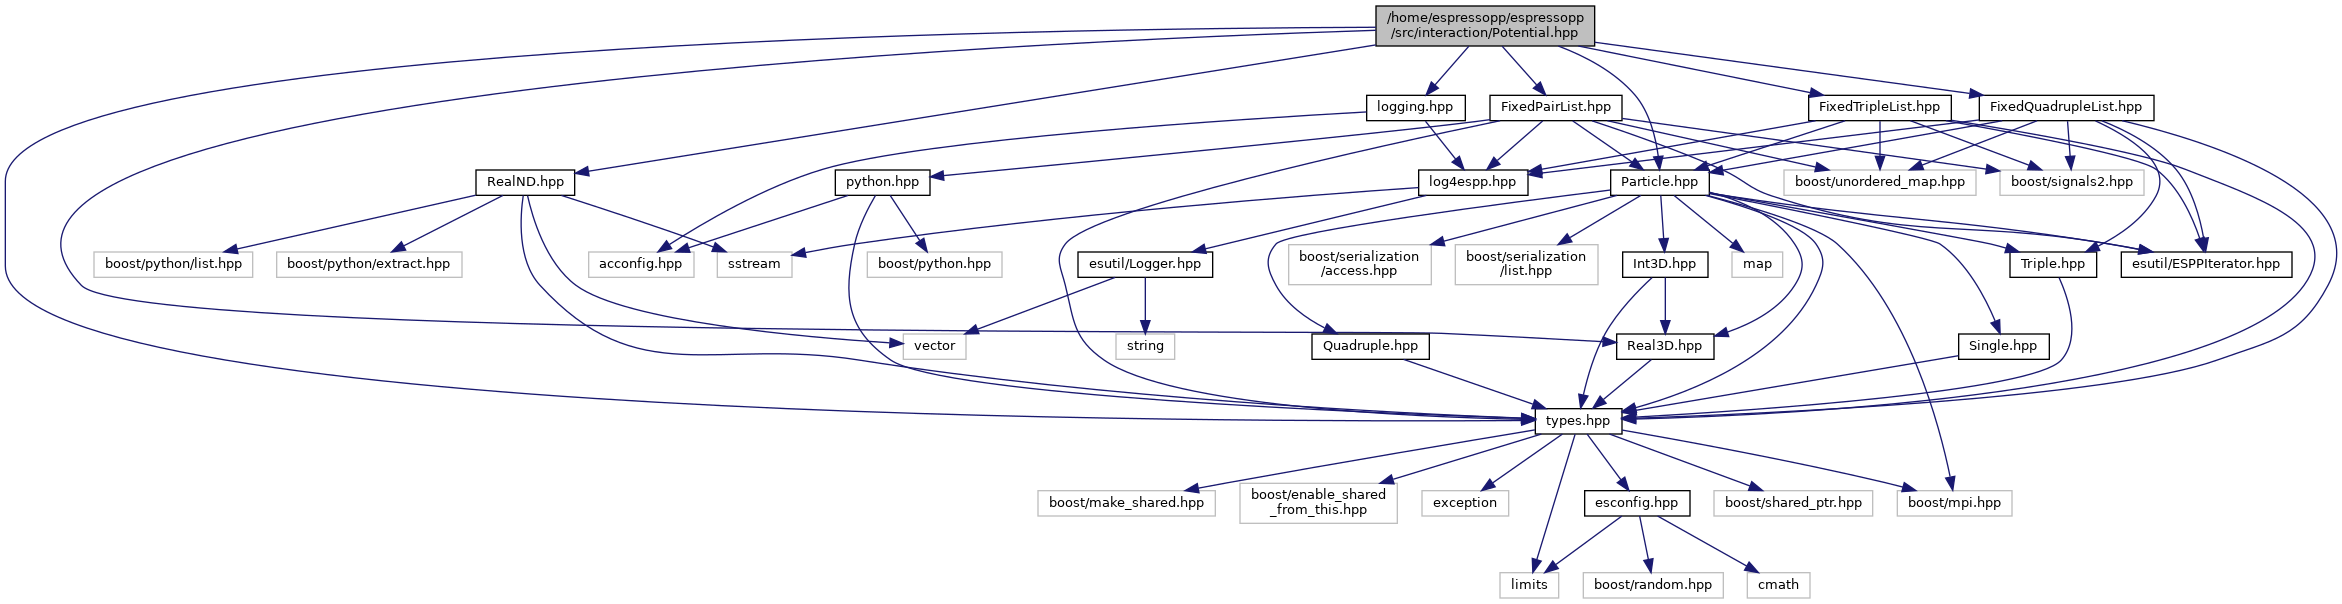 /home/espressopp/espressopp
/src/interaction/Potential.hpp
logging.hpp
FixedPairList.hpp
FixedTripleList.hpp
FixedQuadrupleList.hpp
RealND.hpp
python.hpp
log4espp.hpp
Particle.hpp
boost/unordered_map.hpp
boost/signals2.hpp
boost/python/list.hpp
boost/python/extract.hpp
acconfig.hpp
sstream
boost/python.hpp
esutil/Logger.hpp
boost/serialization
/access.hpp
boost/serialization
/list.hpp
Int3D.hpp
map
Triple.hpp
esutil/ESPPIterator.hpp
vector
string
Quadruple.hpp
Real3D.hpp
Single.hpp
types.hpp
boost/make_shared.hpp
boost/enable_shared
_from_this.hpp
exception
esconfig.hpp
boost/shared_ptr.hpp
boost/mpi.hpp
limits
boost/random.hpp
cmath